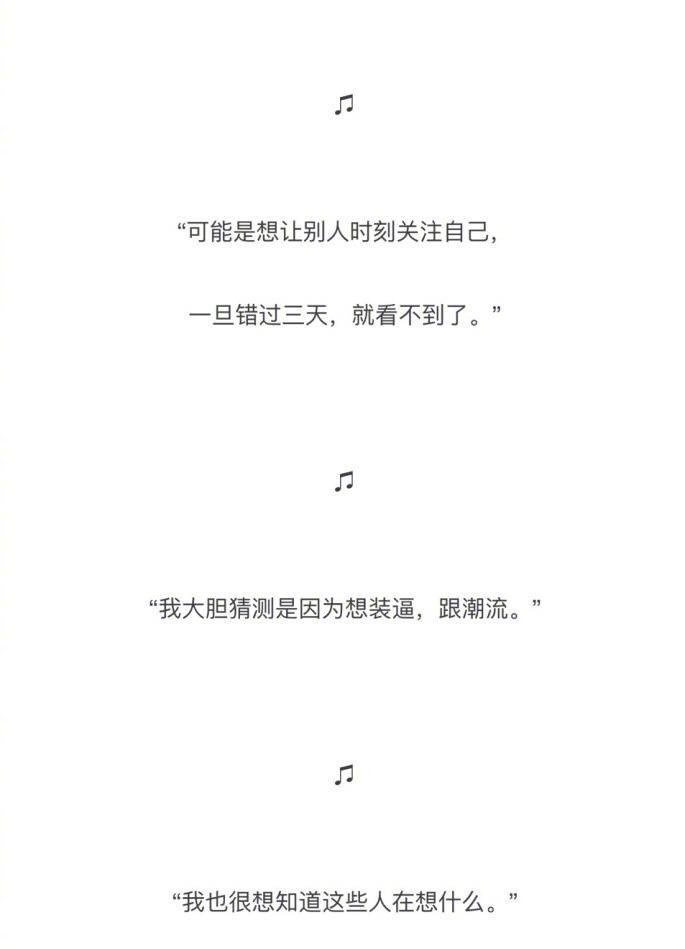 ♫
“可能是想让别人时刻关注自己，
一旦错过三天，就看不到了。”
♫
“我大胆猜测是因为想装逼，跟潮流。”
♫
“我也很想知道这些人在想什么。”